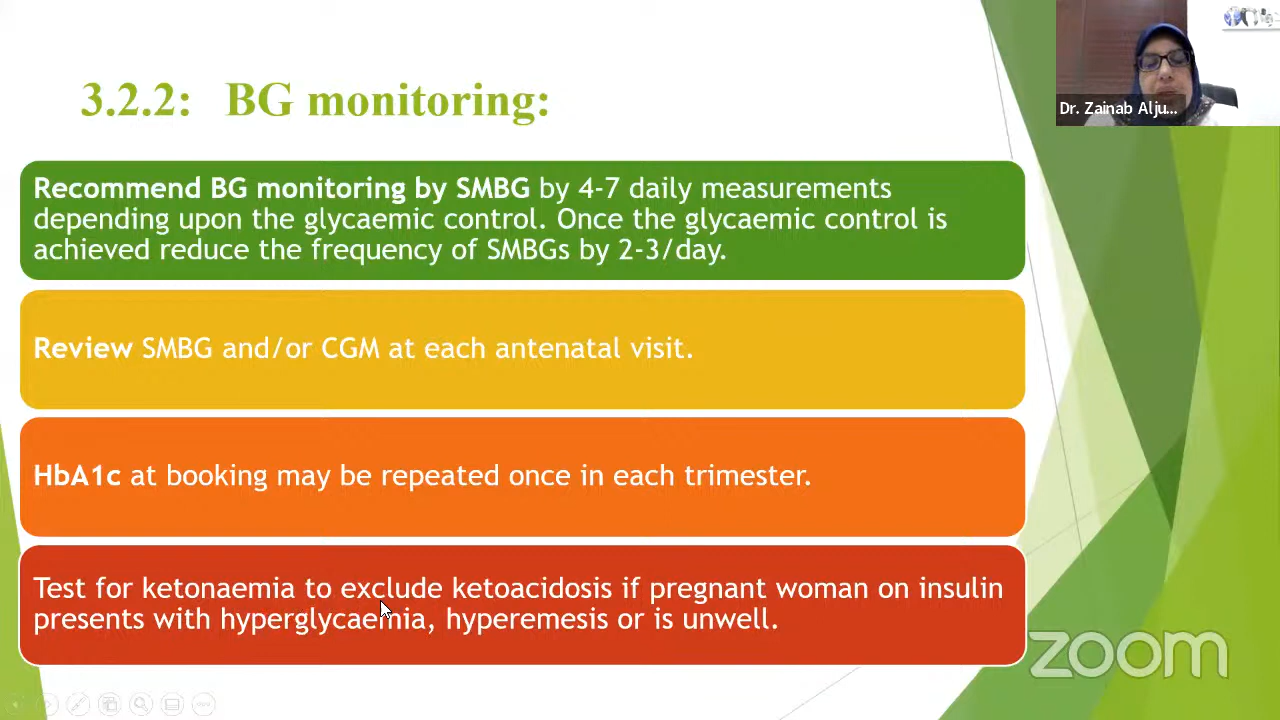 3.2.2: BG monitoring:
Recommend BG monitoring by SMBG by 4-7 daily measurements
depending upon the glycaemic control. Once the glycaemic control is
achieved reduce the frequency of SMBGs by 2-3/day.
Review SMBG and/or CGM at each antenatal visit.
HbA1c at booking may be repeated once in each trimester.
Test for ketonaemia to exclude ketoacidosis if pregnant woman on insulin
presents with hyperglycaemia, hyperemesis or is unwell.
Dr. Zainab Alju...
zoom